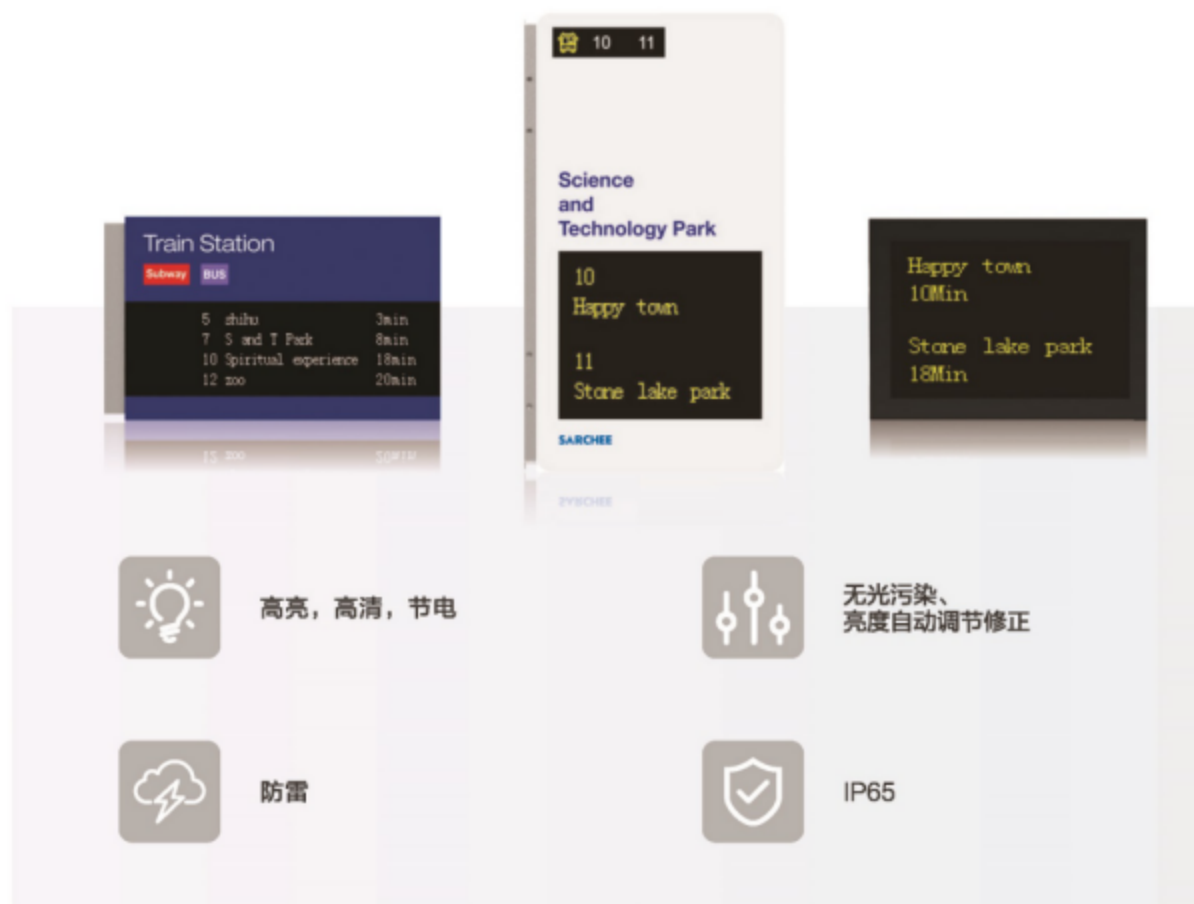 10 11
Science
and
Technology Park
10
Happy town
11
Stone lake park
SARCHEE
Train Station
Subway BUS
5 zhihu 3min
7 S and T Park 8min
10 Spiritual experience 18min
12 zoo 20min
Happy town
10Min
Stone lake park
18Min
高亮，高清，节电
无光污染、
亮度自动调节修正
防雷
IP65